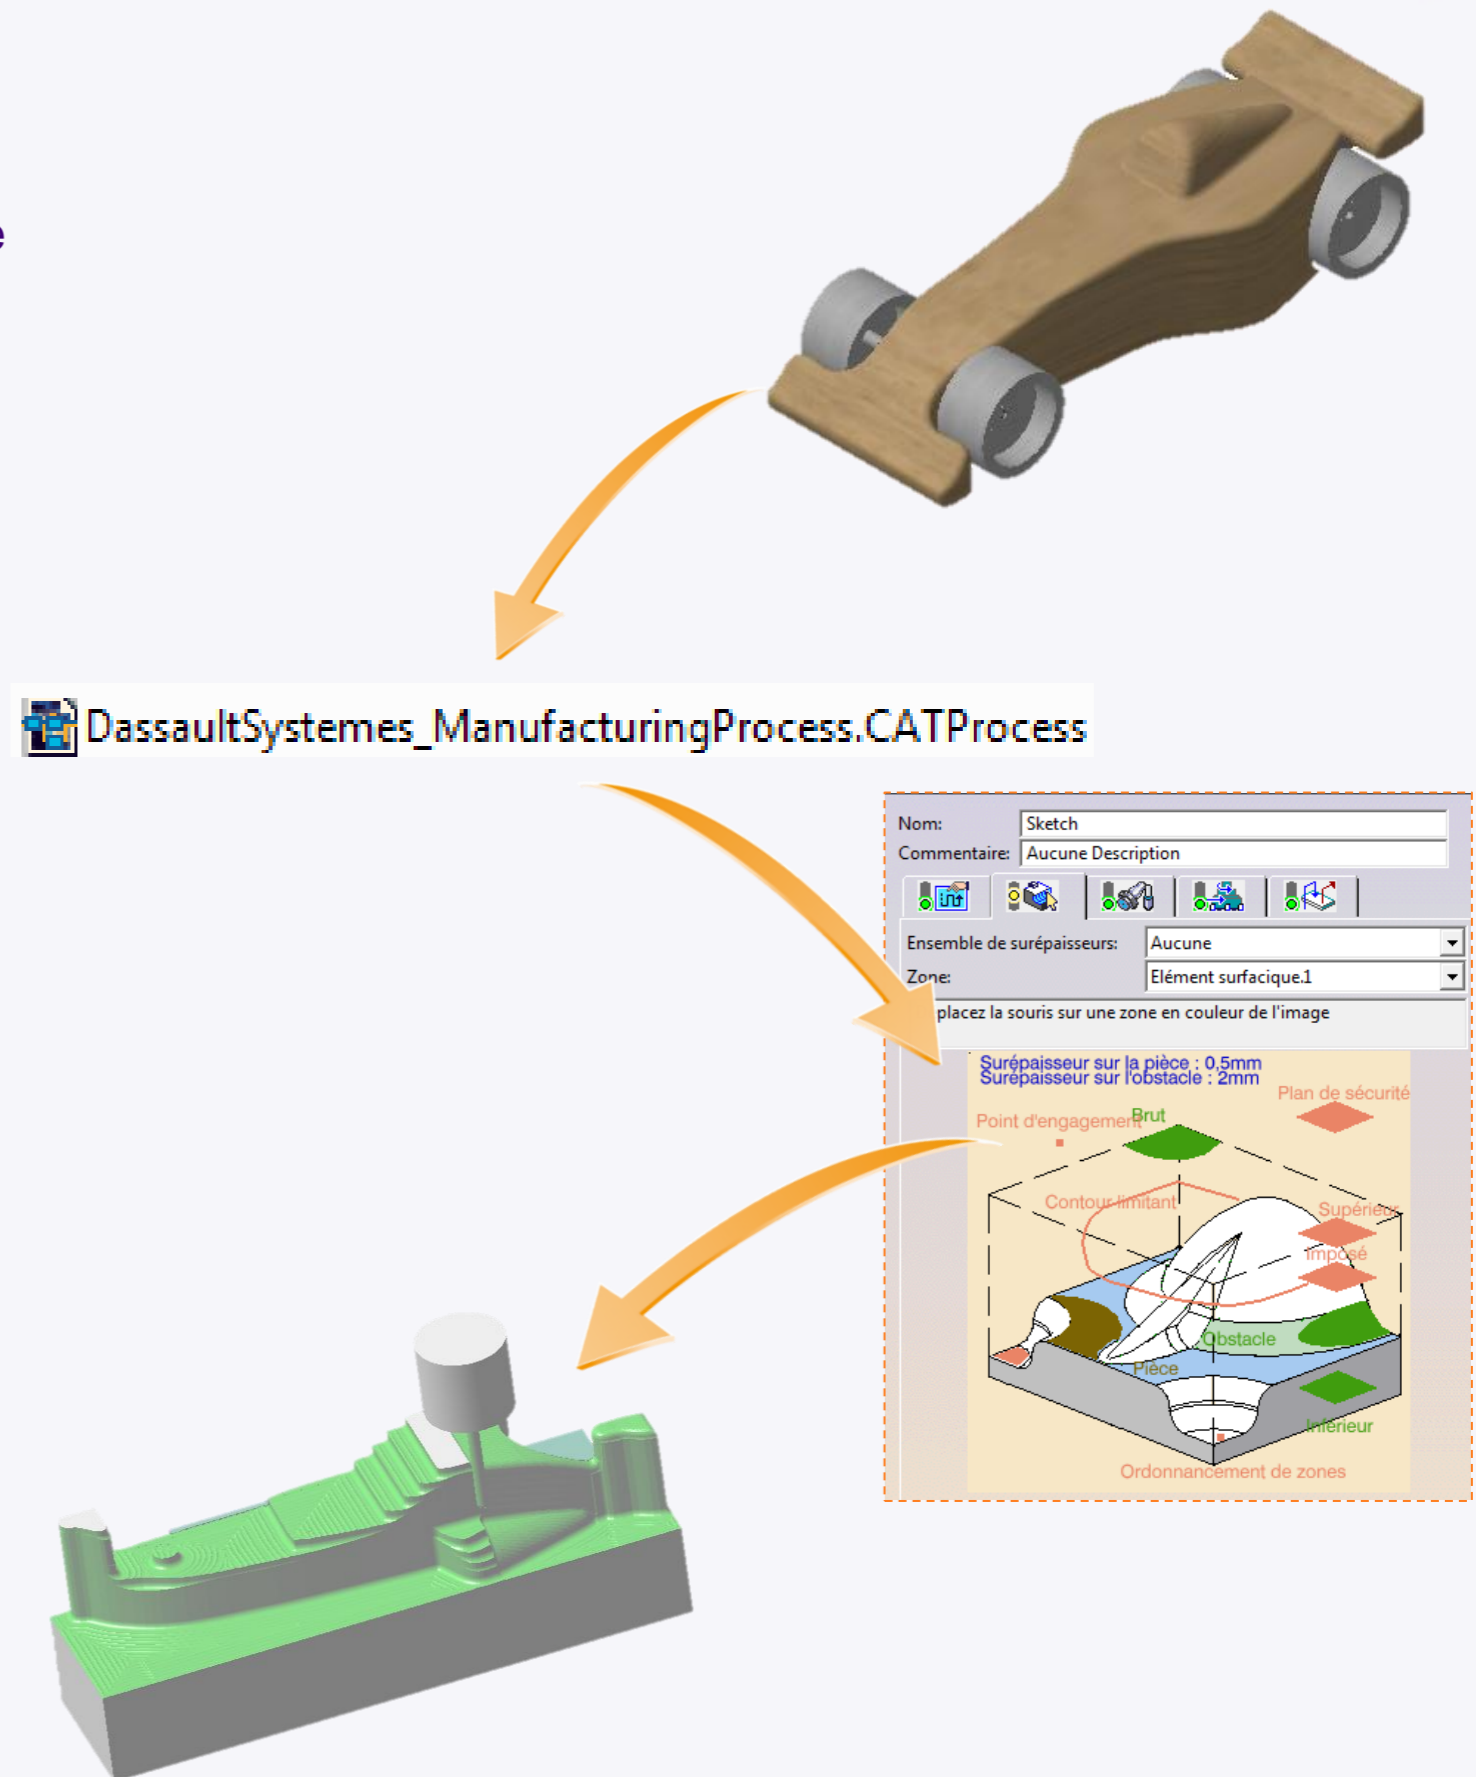 e
DassaultSystemes_ManufacturingProcess.CATProcess
Nom: Sketch
Commentaire: Aucune Description
Ensemble de surépaisseurs: Aucune
Zone: Elément surfacique.1
placez la souris sur une zone en couleur de l'image
Surépaisseur sur la pièce : 0,5mm
Surépaisseur sur l'obstacle : 2mm
Plan de sécurité
Point d'engagement
Brut
Contour limitant
Supérieur
Imposé
Obstacle
Pièce
Inférieur
Ordonnancement de zones